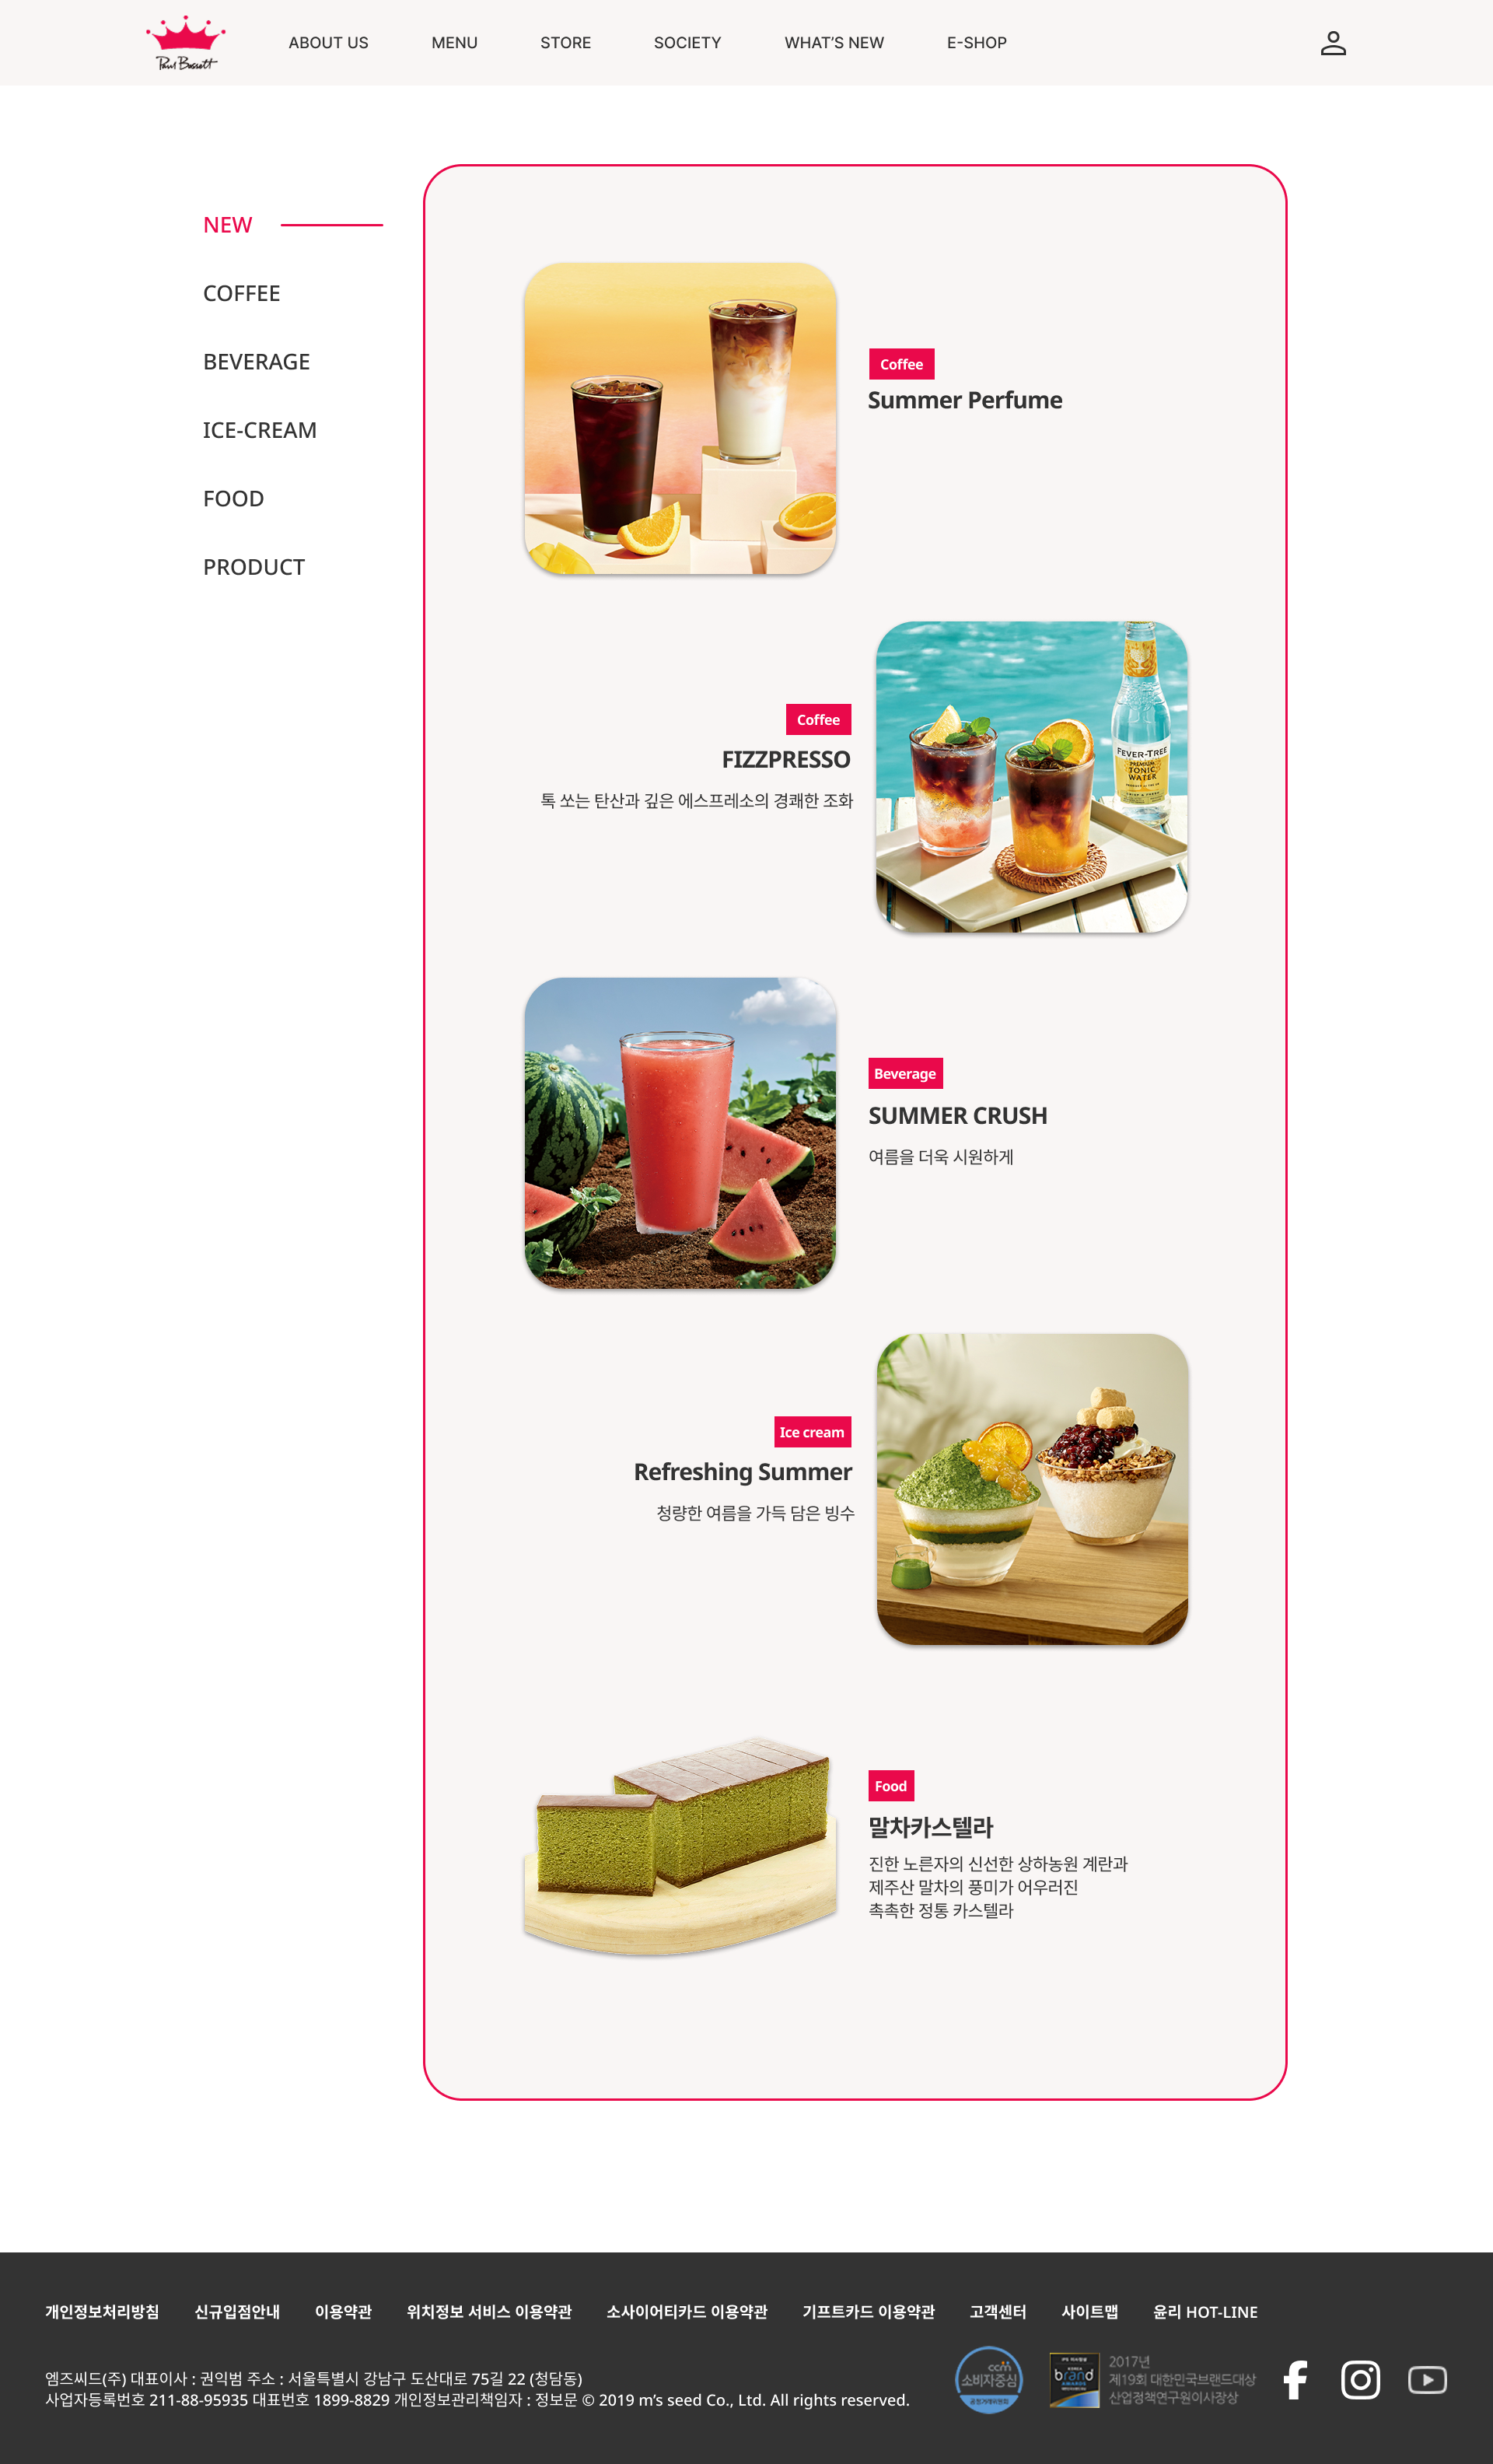 Paul Bassett
ABOUT US
MENU
STORE
SOCIETY
WHAT'S NEW
E-SHOP
NEW
COFFEE
BEVERAGE
ICE-CREAM
FOOD
PRODUCT
Coffee
Summer Perfume
Coffee
FIZZPRESSO
톡 쏘는 탄산과 깊은 에스프레소의 경쾌한 조화
FEVER-TREE
PREMIUM
TONIC
WATER
Beverage
SUMMER CRUSH
여름을 더욱 시원하게
Ice cream
Refreshing Summer
청량한 여름을 가득 담은 빙수
Food
말차카스텔라
진한 노른자의 신선한 상하농원 계란과
제주산 말차의 풍미가 어우러진
촉촉한 정통 카스텔라
개인정보처리방침
신규입점안내
이용약관
위치정보 서비스 이용약관
소사이어티카드 이용약관
기프트카드 이용약관
고객센터
사이트맵
윤리 HOT-LINE
엠즈씨드(주) 대표이사 : 권익범 주소 : 서울특별시 강남구 도산대로 75길 22 (청담동)
사업자등록번호 211-88-95935 대표번호 1899-8829 개인정보관리책임자 : 정보문 © 2019 m's seed Co., Ltd. All rights reserved.
ccm
소비자중심
공정거래위원회
KOREA
brand
AWARDS
2017년
제19회 대한민국브랜드대상
산업정책연구원이사장상